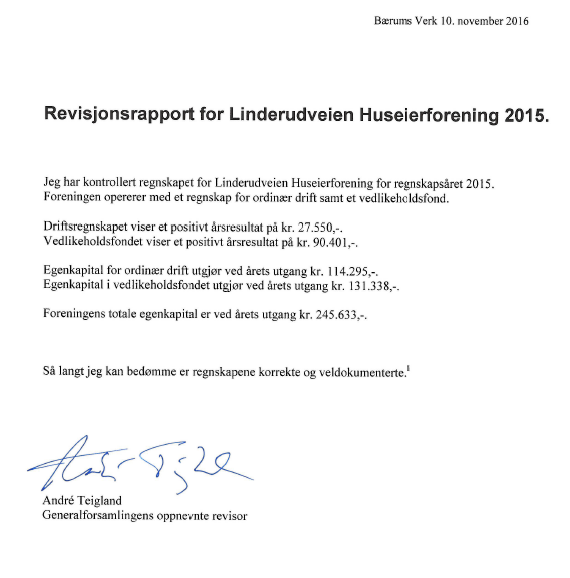 Bærums Verk 10. november 2016
Revisjonsrapport for Linderudveien Huseierforening 2015.
Jeg har kontrollert regnskapet for Linderudveien Huseierforening for regnskapsåret 2015.
Foreningen opererer med et regnskap for ordinær drift samt et vedlikeholdsfond.
Driftsregnskapet viser et positivt årsresultat på kr. 27.550,-.
Vedlikeholdsfondet viser et positivt årsresultat på kr. 90.401,-.
Egenkapital for ordinær drift utgjør ved årets utgang kr. 114.295,-.
Egenkapital i vedlikeholdsfondet utgjør ved årets utgang kr. 131.338,-.
Foreningens totale egenkapital er ved årets utgang kr. 245.633,-.
Så langt jeg kan bedømme er regnskapene korrekte og veldokumenterte.¹
André Teigland
Generalforsamlingens oppnevnte revisor